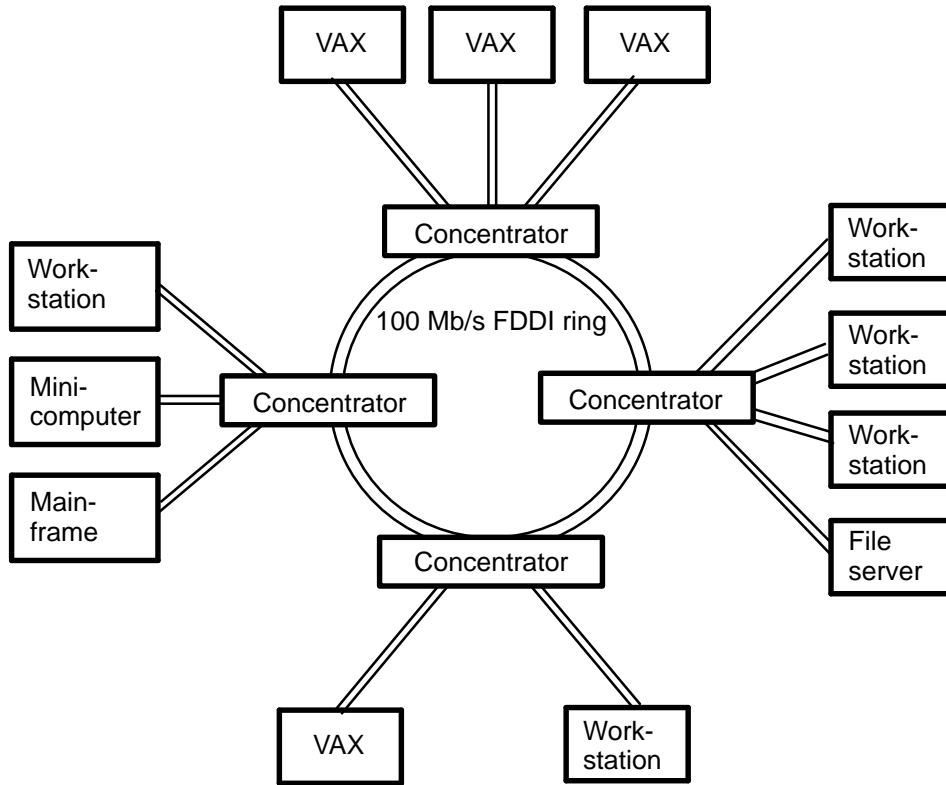 VAX
VAX
VAX
Concentrator
100 Mb/s FDDI ring
Work-
station
Mini-
computer
Main-
frame
Concentrator
Concentrator
Work-
station
Work-
station
Work-
station
File
server
Concentrator
VAX
Work-
station